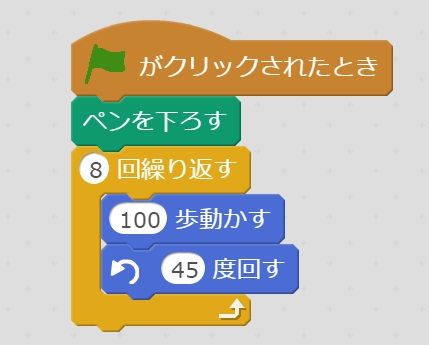 がクリックされたとき
ペンを下ろす
8 回繰り返す
100 歩動かす
45 度回す